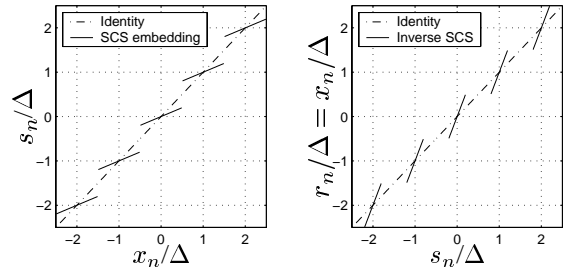 Identity
SCS embedding
2
1
0
−1
−2
−2
−1
0
1
2
s_n/Δ
x_n/Δ
Identity
Inverse SCS
2
1
0
−1
−2
−2
−1
0
1
2
r_n/Δ = x_n/Δ
s_n/Δ